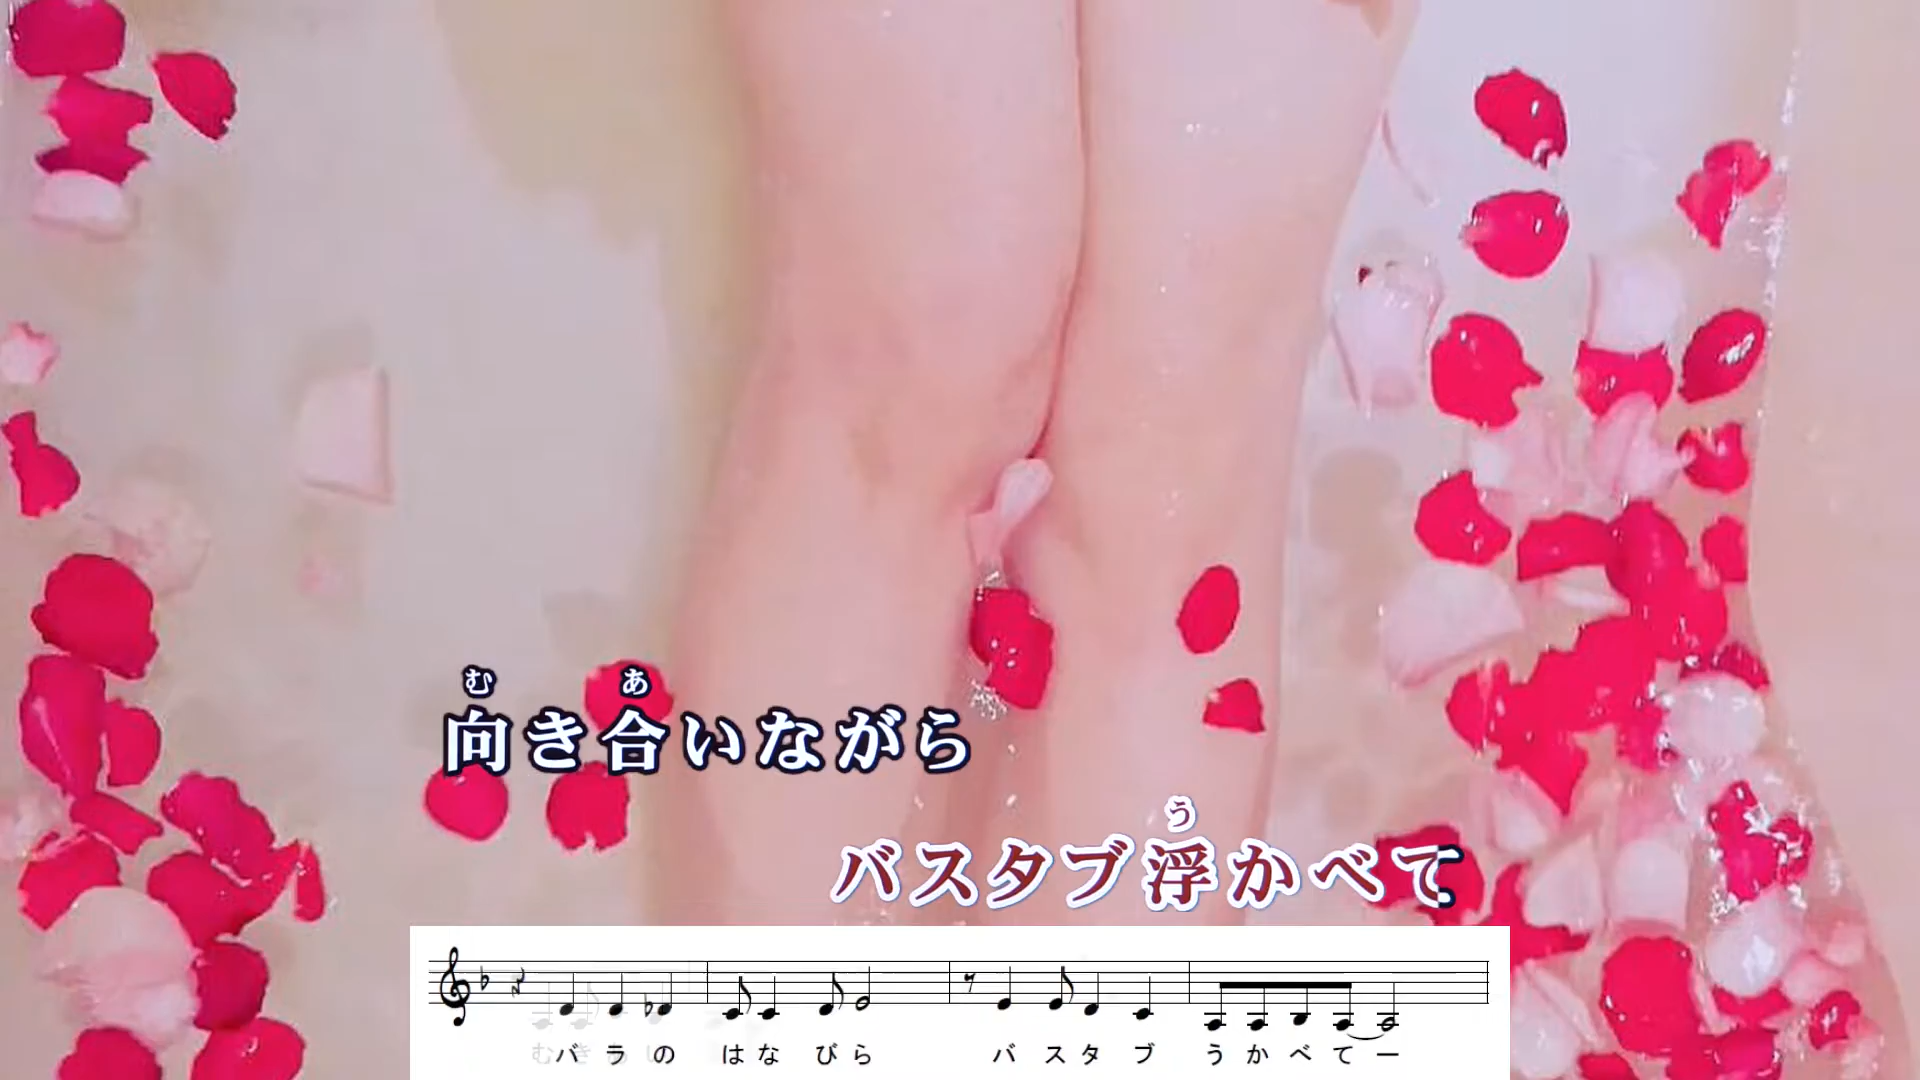 む あ
向き合いながら
う
バスタブ浮かべて
バラの はな びら バスタブ うかべてー